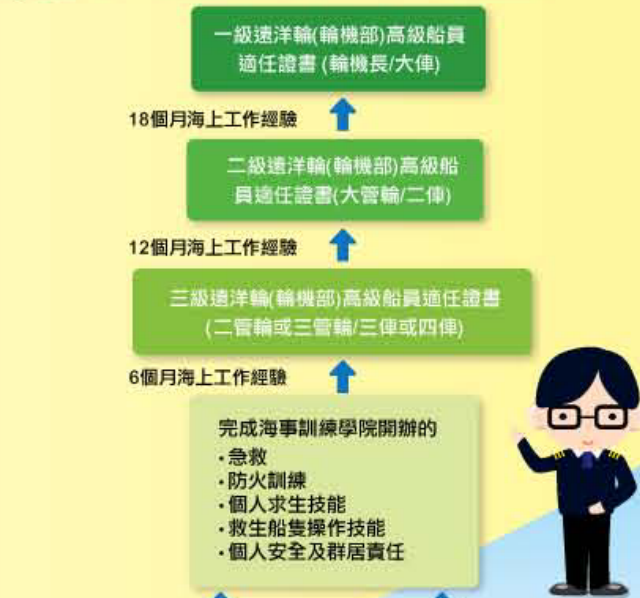 一級遠洋輪(輪機部)高級船員
適任證書 (輪機長/大俥)
18個月海上工作經驗
二級遠洋輪(輪機部)高級船
員適任證書(大管輪/二俥)
12個月海上工作經驗
三級遠洋輪(輪機部)高級船員適任證書
(二管輪或三管輪/三俥或四俥)
6個月海上工作經驗
完成海事訓練學院開辦的
·急救
·防火訓練
·個人求生技能
·救生船隻操作技能
·個人安全及群居責任